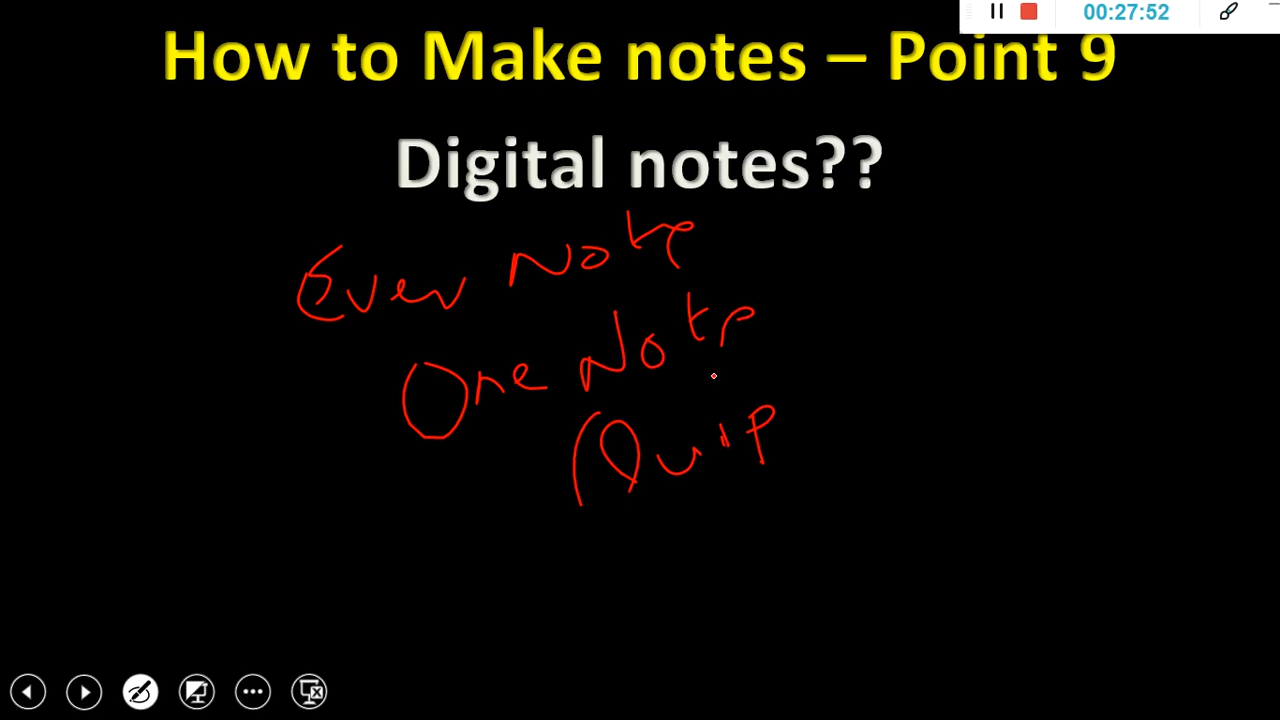 00:27:52
How to Make notes – Point 9
Digital notes??
Ever Note
One Note
Quip